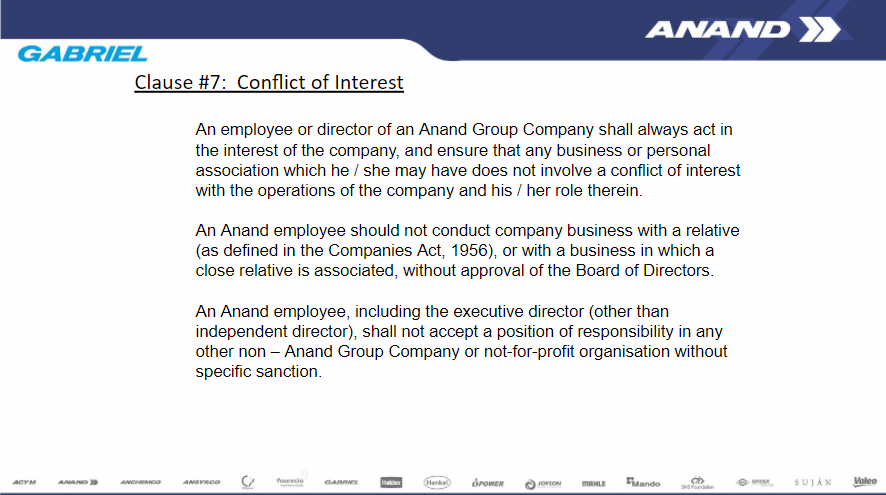 ANAND
GABRIEL
Clause #7: Conflict of Interest
An employee or director of an Anand Group Company shall always act in
the interest of the company, and ensure that any business or personal
association which he / she may have does not involve a conflict of interest
with the operations of the company and his / her role therein.
An Anand employee should not conduct company business with a relative
(as defined in the Companies Act, 1956), or with a business in which a
close relative is associated, without approval of the Board of Directors.
An Anand employee, including the executive director (other than
independent director), shall not accept a position of responsibility in any
other non – Anand Group Company or not-for-profit organisation without
specific sanction.
ACYM ANAND ANCHEMCO ANSYSCO faurecia GABRIEL Haldex Henkel POWER JOYSON MAHLE Mando SNS Foundation SUJÁN Valeo